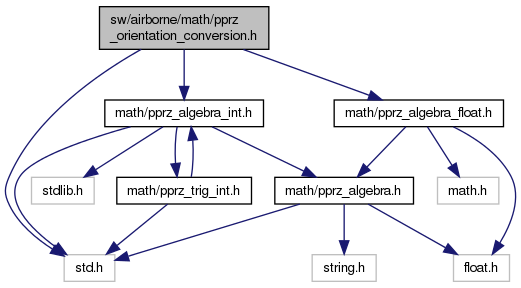 sw/airborne/math/pprz
_orientation_conversion.h
math/pprz_algebra_int.h
math/pprz_algebra_float.h
stdlib.h
math/pprz_trig_int.h
math/pprz_algebra.h
math.h
std.h
string.h
float.h